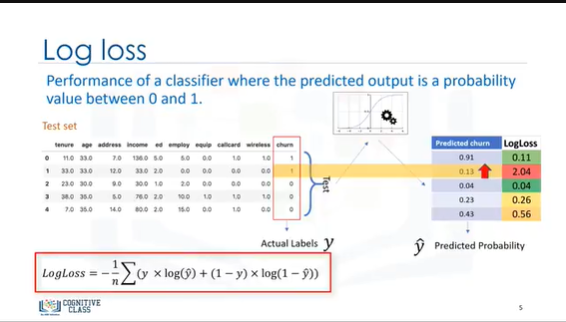 Log loss
Performance of a classifier where the predicted output is a probability
value between 0 and 1.
Test set
tenure age address income ed employ equip callcard wireless churn
0 11.0 33.0 7.0 136.0 5.0 5.0 0.0 1.0 1.0 1
1 33.0 33.0 12.0 33.0 2.0 0.0 0.0 0.0 0.0 1
2 23.0 30.0 9.0 30.0 1.0 2.0 0.0 0.0 0.0 0
3 38.0 35.0 5.0 76.0 2.0 10.0 1.0 1.0 1.0 0
4 7.0 35.0 14.0 80.0 2.0 15.0 0.0 1.0 0.0 0
Test
Predicted churn LogLoss
0.91 0.11
0.13 2.04
0.04 0.04
0.23 0.26
0.43 0.56
Actual Labels y
ŷ Predicted Probability
LogLoss = −1/n ∑(y × log(ŷ) + (1 − y) × log(1 − ŷ))
COGNITIVE
CLASS
5